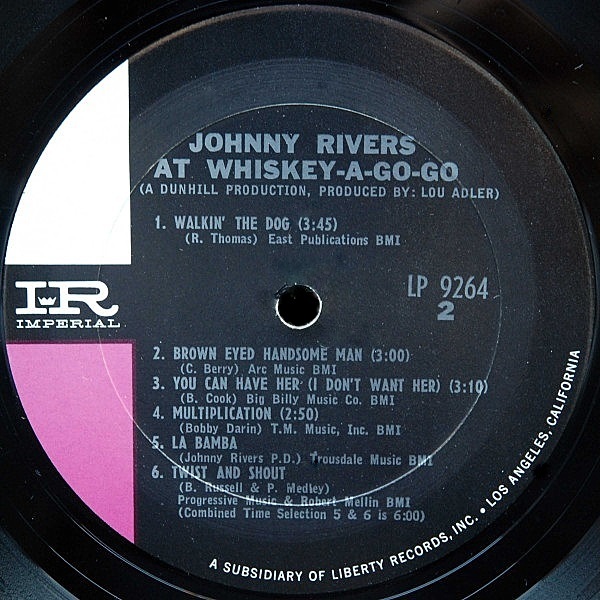 JOHNNY RIVERS
AT WHISKEY-A-GO-GO
(A DUNHILL PRODUCTION, PRODUCED BY: LOU ADLER)
1. WALKIN' THE DOG (3:45)
(R. Thomas) East Publications BMI
IR
IMPERIAL
LP 9264
2
2. BROWN EYED HANDSOME MAN (3:00)
(C. Berry) Arc Music BMI
3. YOU CAN HAVE HER (I DON'T WANT HER) (3:10)
(B. Cook) Big Billy Music Co. BMI
4. MULTIPLICATION (2:50)
(Bobby Darin) T.M. Music, Inc. BMI
5. LA BAMBA
(Johnny Rivers P.D.) Trousdale Music BMI
6. TWIST AND SHOUT
(B. Russell & P. Medley)
Progressive Music & Robert Mellin BMI
(Combined Time Selection 5 & 6 is 6:00)
A SUBSIDIARY OF LIBERTY RECORDS, INC. • LOS ANGELES, CALIFORNIA